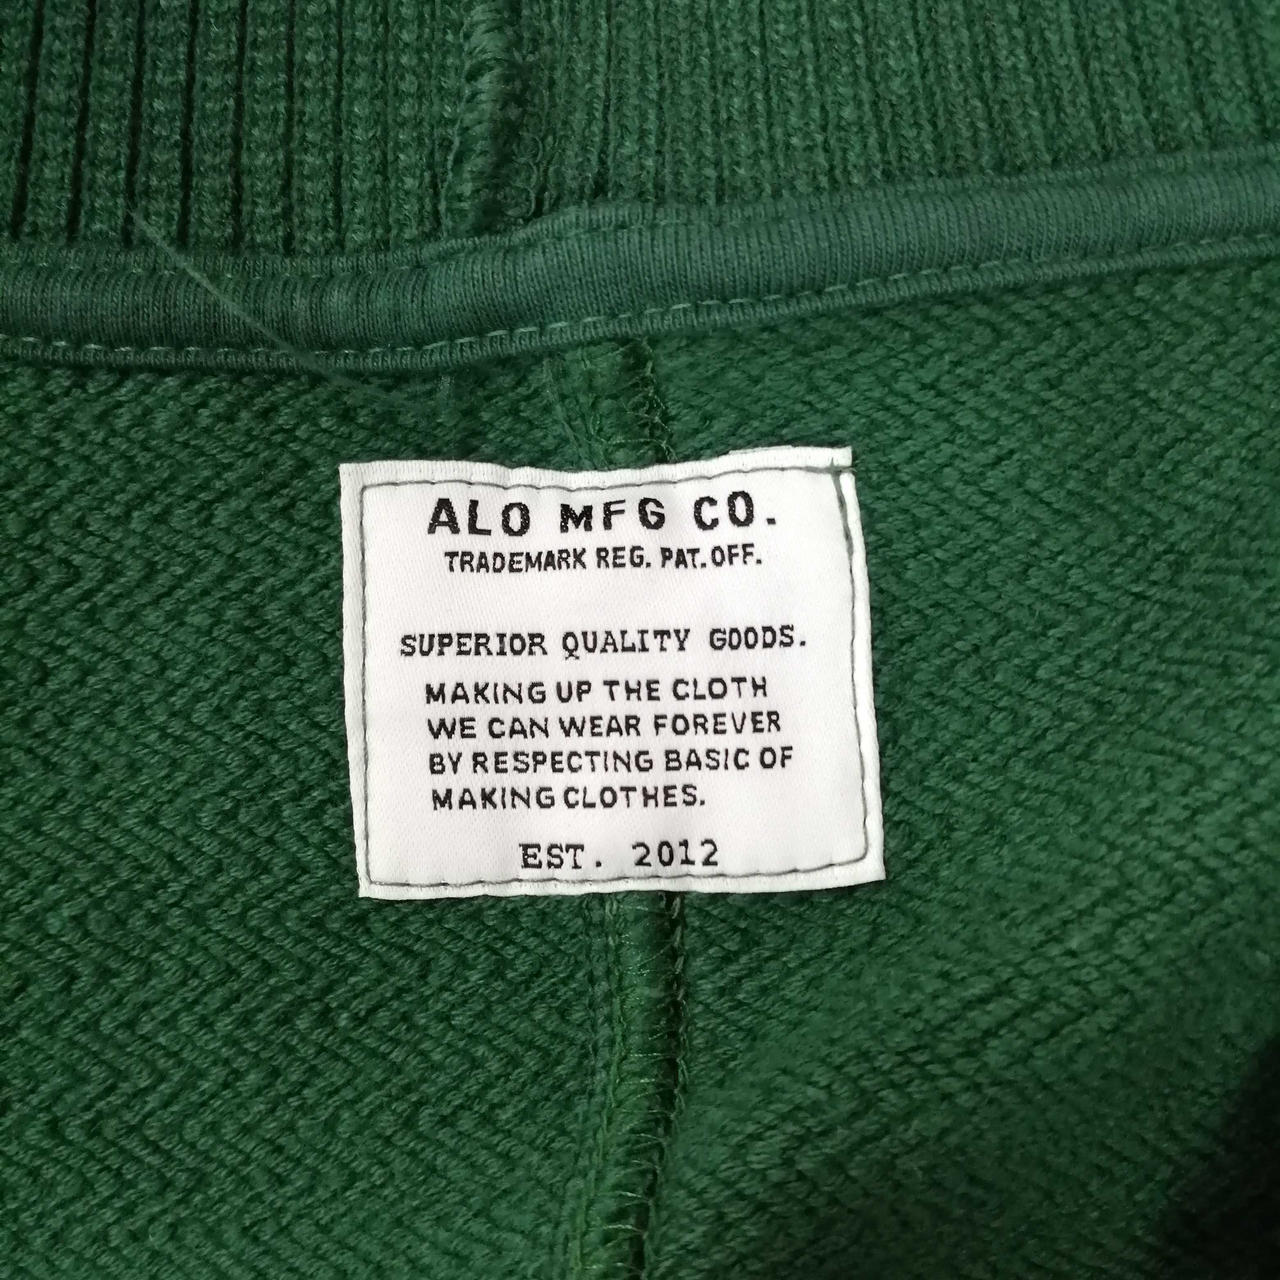 ALO MFG CO.
TRADEMARK REG. PAT. OFF.
SUPERIOR QUALITY GOODS.
MAKING UP THE CLOTH
WE CAN WEAR FOREVER
BY RESPECTING BASIC OF
MAKING CLOTHES.
EST. 2012